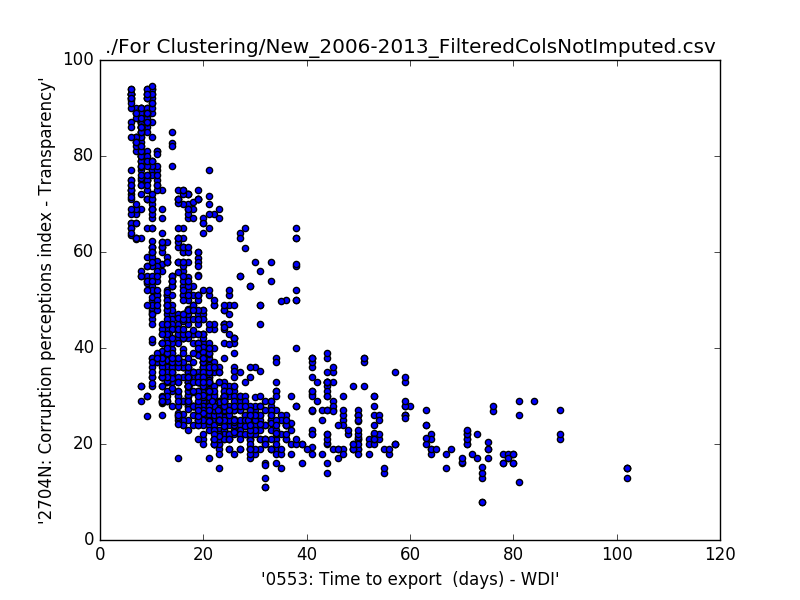 ./For Clustering/New_2006-2013_FilteredColsNotImputed.csv
100
80
60
40
20
0
'2704N: Corruption perceptions index - Transparency'
0 20 40 60 80 100 120
'0553: Time to export  (days) - WDI'